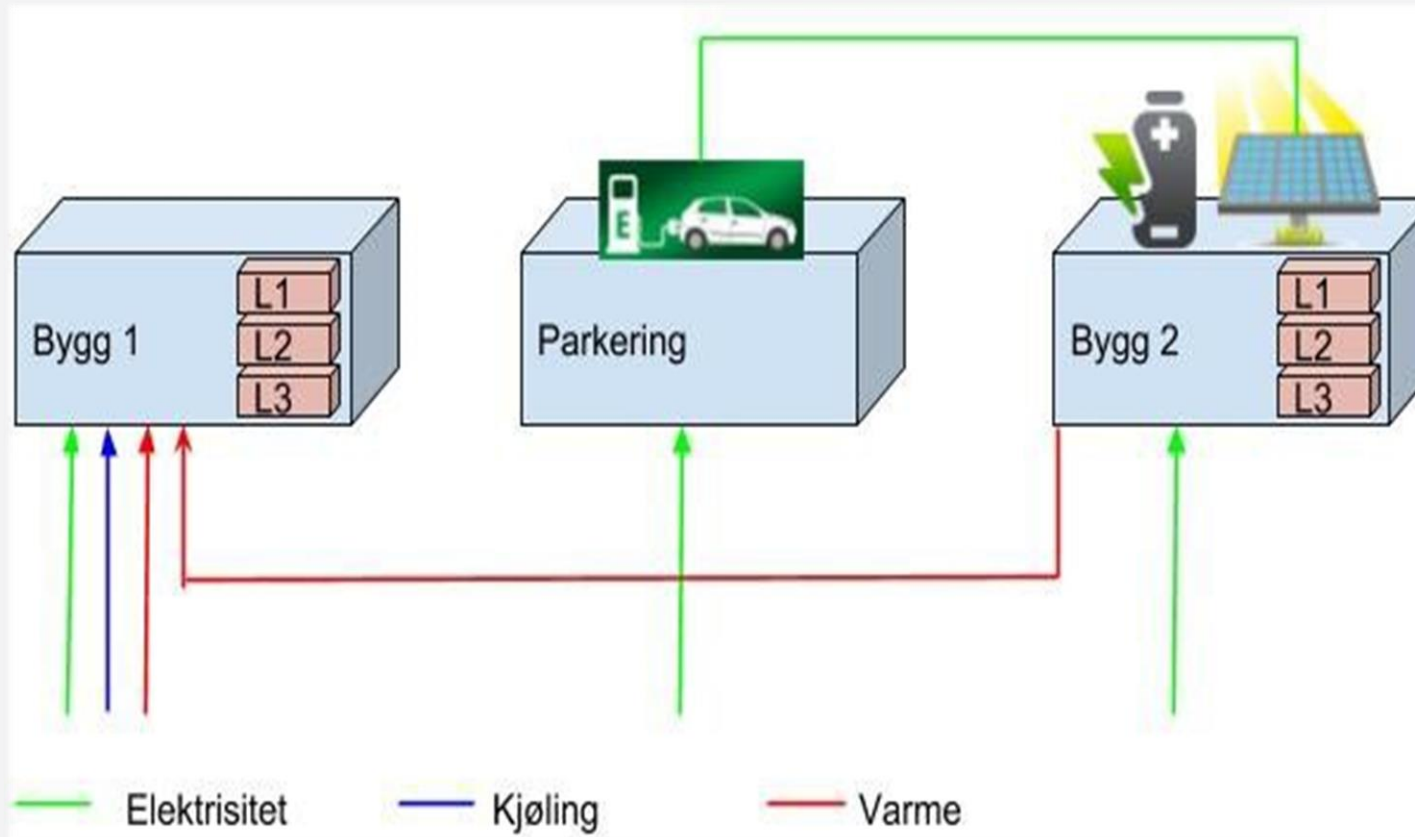 E
L1
L2
L3
Bygg 1
Parkering
L1
L2
L3
Bygg 2
Elektrisitet
Kjøling
Varme